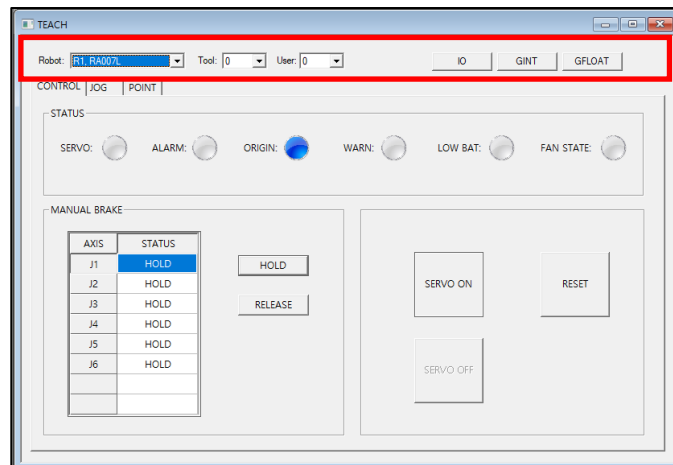 TEACH
Robot: R1, RA007L Tool: 0 User: 0 IO GINT GFLOAT
CONTROL JOG POINT
STATUS
SERVO: ALARM: ORIGIN: WARN: LOW BAT: FAN STATE:
MANUAL BRAKE
AXIS STATUS
J1 HOLD
J2 HOLD
J3 HOLD
J4 HOLD
J5 HOLD
J6 HOLD
HOLD
RELEASE
SERVO ON RESET
SERVO OFF